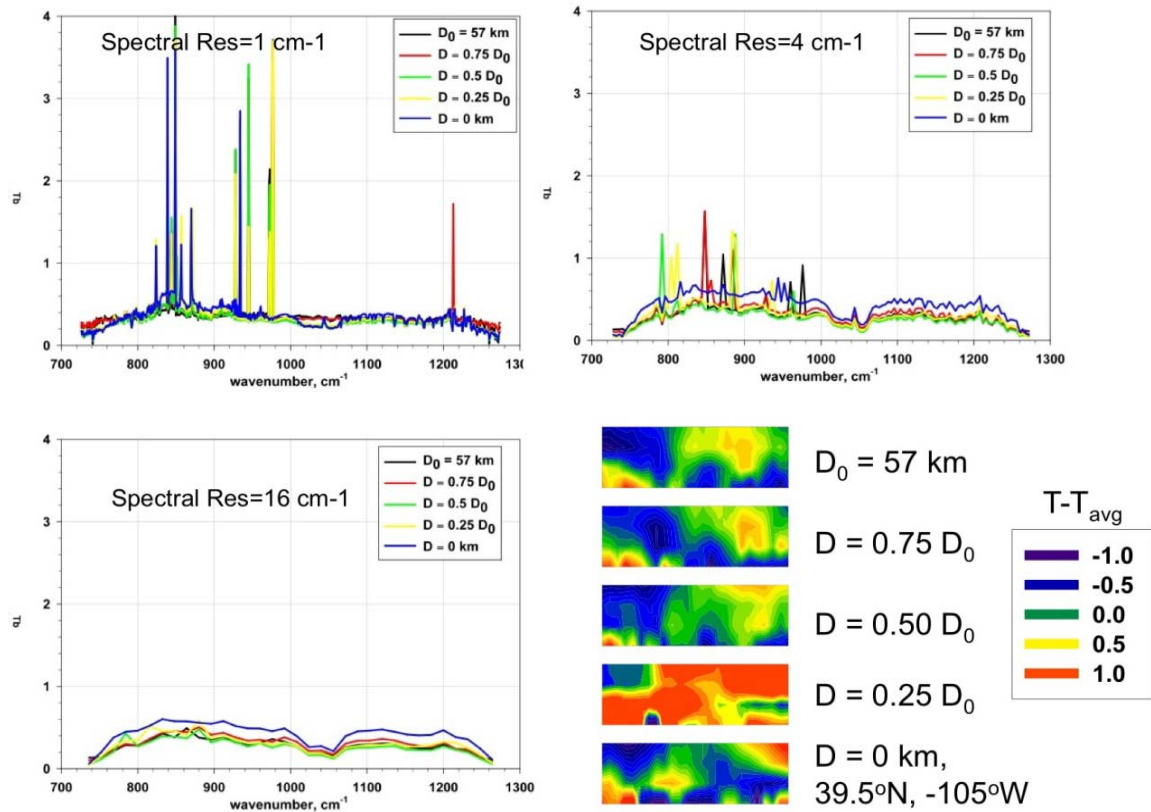 Spectral Res=1 cm-1
D0 = 57 km
D = 0.75 D0
D = 0.5 D0
D = 0.25 D0
D = 0 km
4
3
2
1
0
Tb
700 800 900 1000 1100 1200 130
wavenumber, cm-1
Spectral Res=4 cm-1
D0 = 57 km
D = 0.75 D0
D = 0.5 D0
D = 0.25 D0
D = 0 km
4
3
2
1
0
Tb
700 800 900 1000 1100 1200 1300
wavenumber, cm-1
Spectral Res=16 cm-1
D0 = 57 km
D = 0.75 D0
D = 0.5 D0
D = 0.25 D0
D = 0 km
4
3
2
1
0
Tb
700 800 900 1000 1100 1200 1300
wavenumber, cm-1
D0 = 57 km
D = 0.75 D0
D = 0.50 D0
D = 0.25 D0
D = 0 km,
39.5oN, -105oW
T-Tavg
-1.0
-0.5
0.0
0.5
1.0